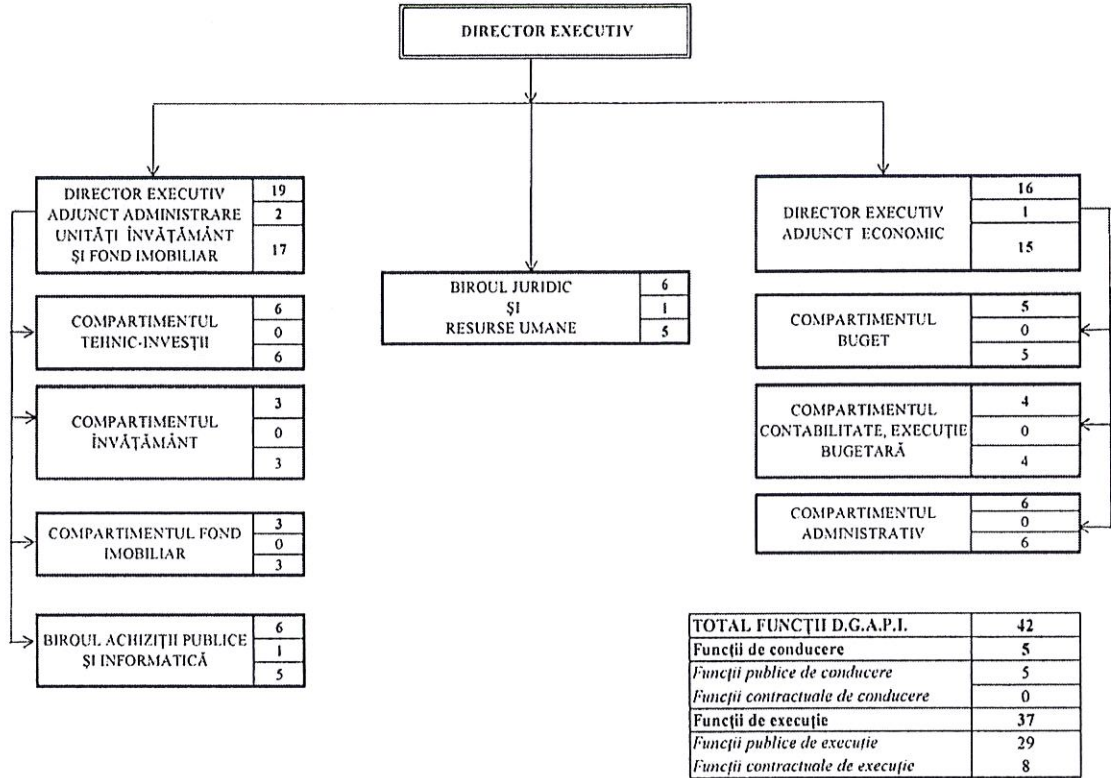 DIRECTOR EXECUTIV
DIRECTOR EXECUTIV
ADJUNCT ADMINISTRARE
UNITĂȚI ÎNVĂȚĂMÂNT
ȘI FOND IMOBILIAR
19
2
17
COMPARTIMENTUL
TEHNIC-INVESTȚII
6
0
6
COMPARTIMENTUL
ÎNVĂȚĂMÂNT
3
0
3
COMPARTIMENTUL FOND
IMOBILIAR
3
0
3
BIROUL ACHIZIȚII PUBLICE
ȘI INFORMATICĂ
6
1
5
BIROUL JURIDIC
ȘI
RESURSE UMANE
6
1
5
DIRECTOR EXECUTIV
ADJUNCT ECONOMIC
16
1
15
COMPARTIMENTUL
BUGET
5
0
5
COMPARTIMENTUL
CONTABILITATE, EXECUȚIE
BUGETARĂ
4
0
4
COMPARTIMENTUL
ADMINISTRATIV
6
0
6
TOTAL FUNCȚII D.G.A.P.I. 42
Funcții de conducere 5
Funcții publice de conducere 5
Funcții contractuale de conducere 0
Funcții de execuție 37
Funcții publice de execuție 29
Funcții contractuale de execuție 8